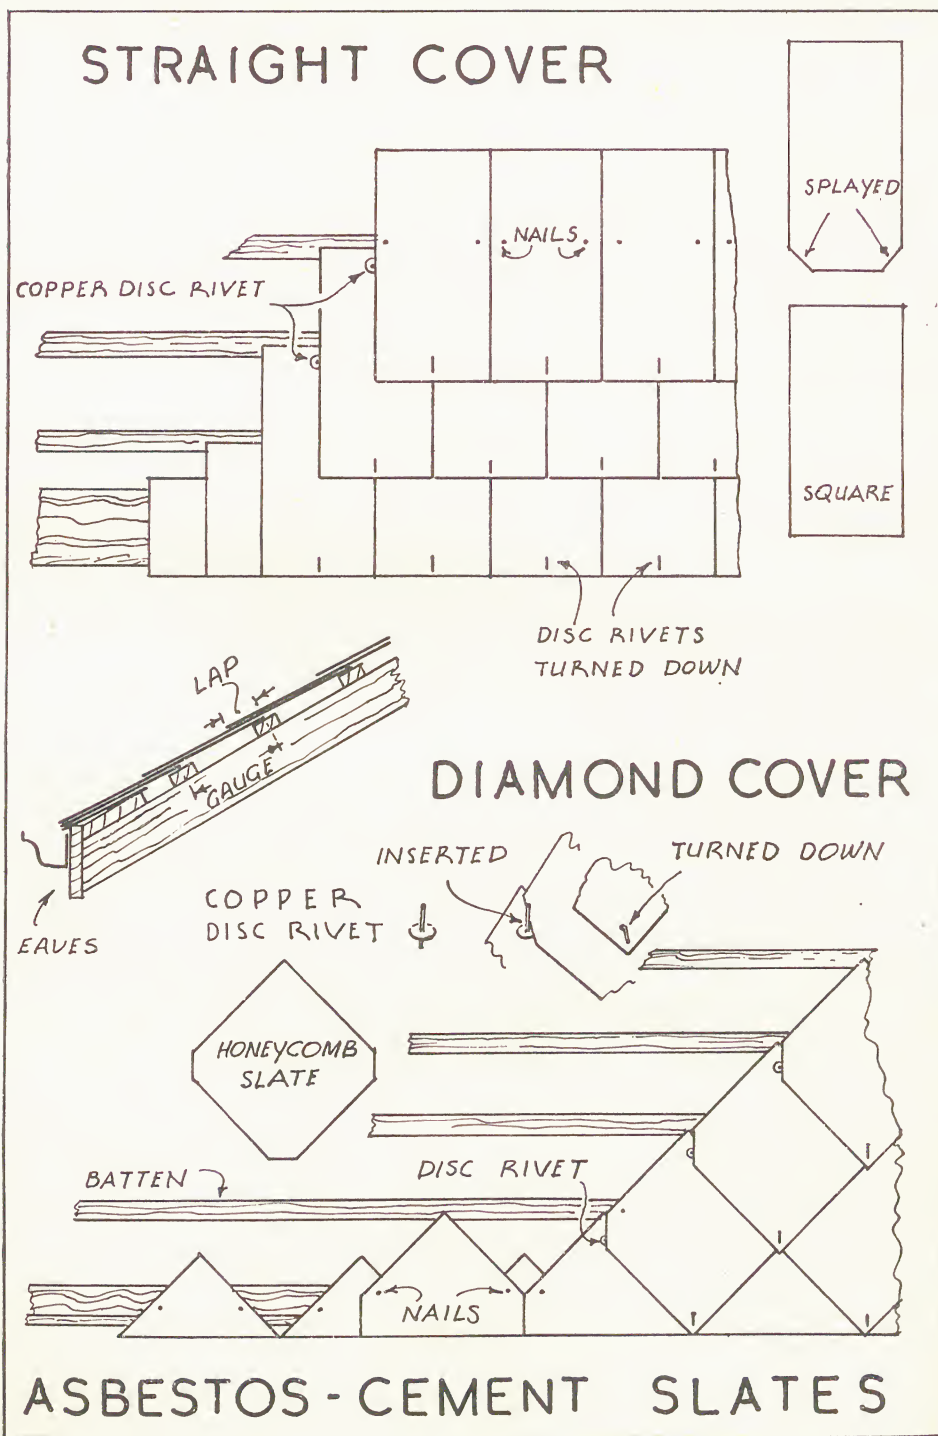 STRAIGHT COVER
SPLAYED
NAILS
COPPER DISC RIVET
SQUARE
DISC RIVETS
TURNED DOWN
LAP
GAUGE
EAVES
DIAMOND COVER
INSERTED
TURNED DOWN
COPPER
DISC RIVET
HONEYCOMB
SLATE
BATTEN
DISC RIVET
NAILS
ASBESTOS-CEMENT SLATES